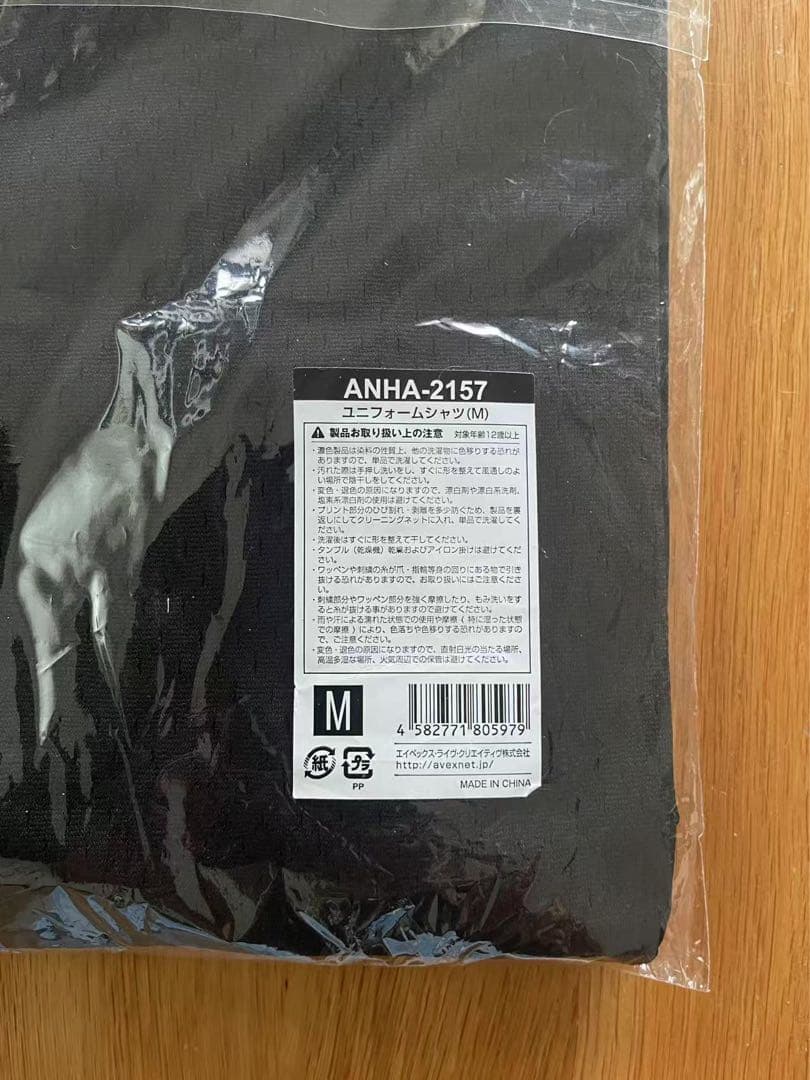 ANHA-2157
ユニフォームシャツ(M)
製品お取り扱い上の注意 対象年齢12歳以上
・濃色製品は染料の性質上、他の洗濯物に色移りする恐れが
ありますので、単品で洗濯してください。
・汚れた際は手押し洗いをし、すぐに形を整えて風通しのよ
い場所で陰干しをしてください。
・変色・退色の原因になりますので、漂白剤や漂白系洗剤、
塩素系漂白剤の使用は避けてください。
・プリント部分のひび割れ・剥離を多少防ぐため、製品を裏
返しにしてクリーニングネットに入れ、単品で洗濯してく
ださい。
・洗濯後はすぐに形を整えて干してください。
・タンブル（乾燥機）乾燥およびアイロン掛けは避けてくだ
さい。
・ワッペンや刺繍の糸が爪・指輪等身の回りにある物で引き
抜ける恐れがありますので、お取り扱いにはご注意くださ
い。
・刺繍部分やワッペン部分を強く摩擦したり、もみ洗いをす
ると糸が抜ける事がありますので避けてください。
・雨や汗による濡れた状態での使用や摩擦（特に湿った状態
での摩擦）により、色落ちや色移りする恐れがありますの
で、ご注意ください。
・変色・退色の原因になりますので、直射日光の当たる場所、
高温多湿な場所、火気周辺での保管は避けてください。
M
4 582771 805979
紙 プラ
PP
エイベックス・ライヴ・クリエイティヴ株式会社
http://avexnet.jp/
MADE IN CHINA